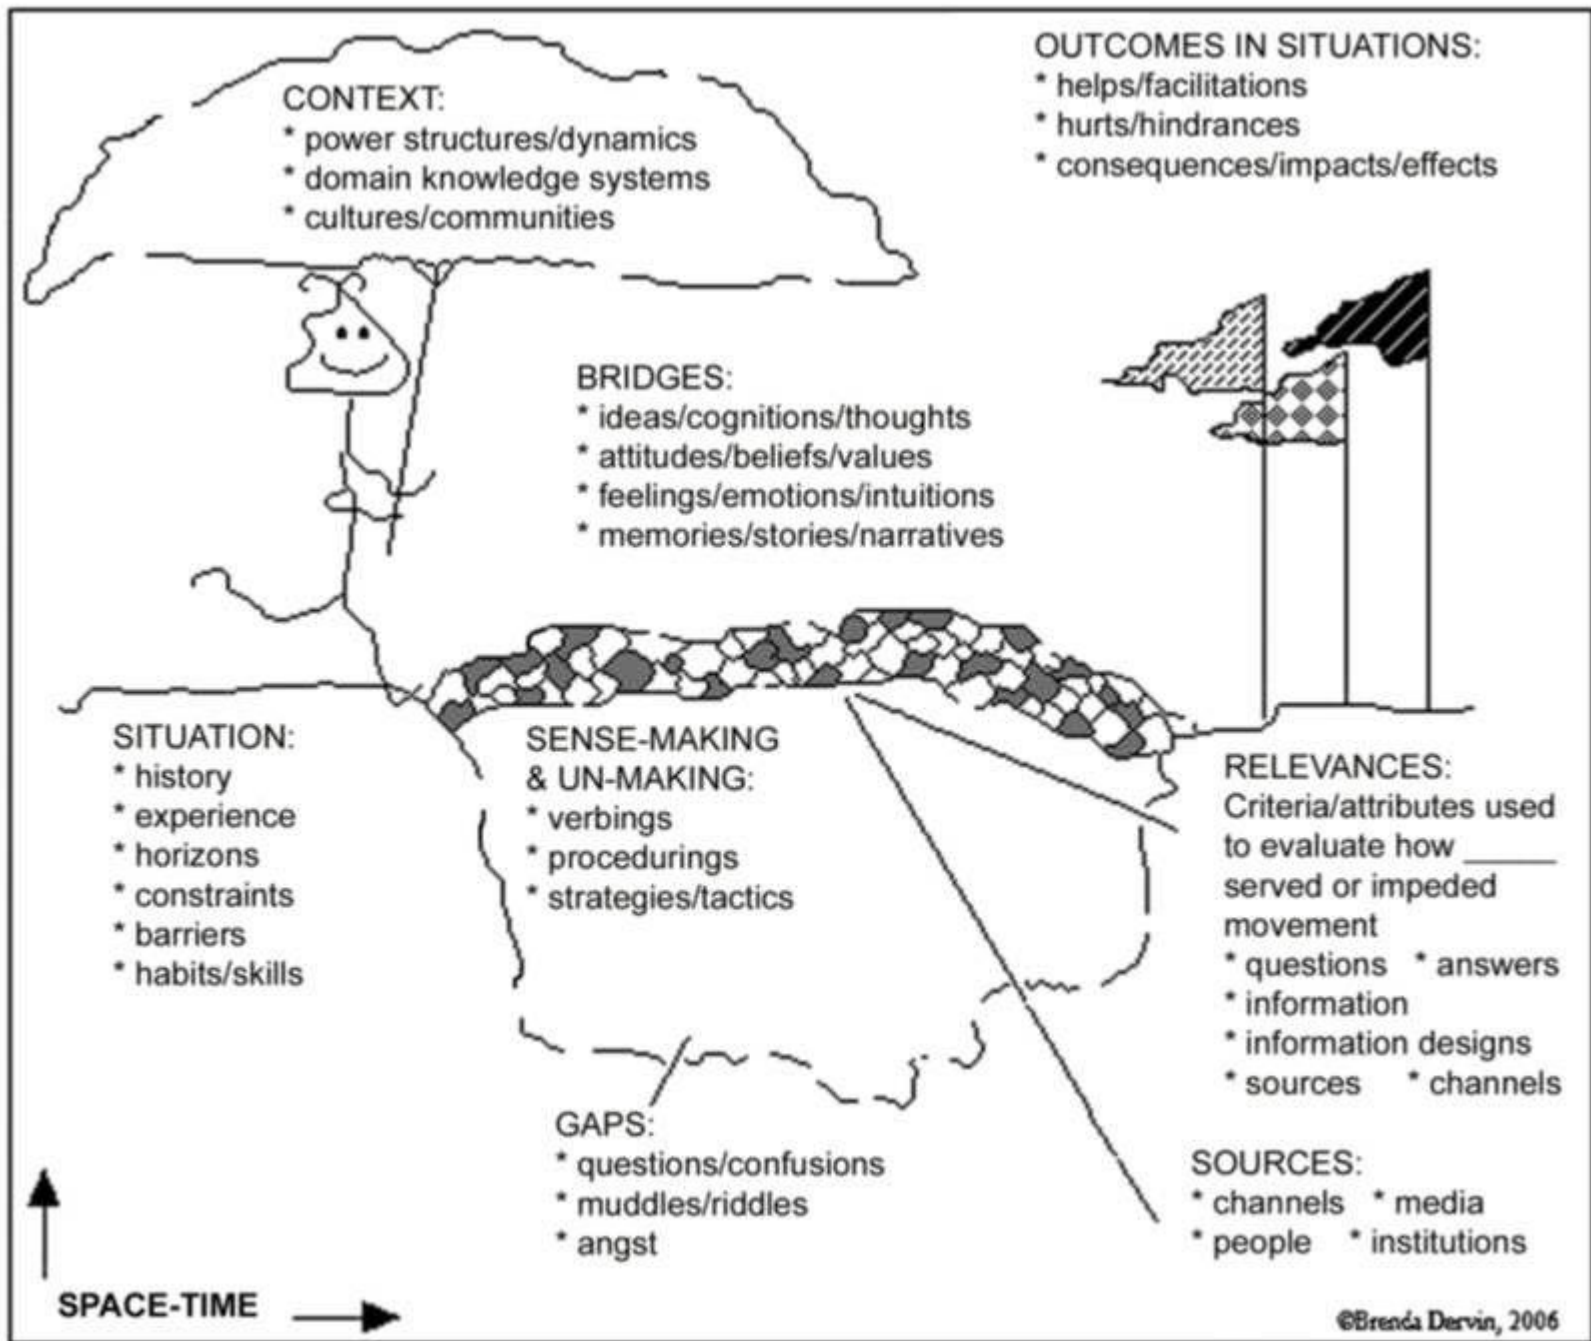 CONTEXT:
* power structures/dynamics
* domain knowledge systems
* cultures/communities
OUTCOMES IN SITUATIONS:
* helps/facilitations
* hurts/hindrances
* consequences/impacts/effects
BRIDGES:
* ideas/cognitions/thoughts
* attitudes/beliefs/values
* feelings/emotions/intuitions
* memories/stories/narratives
SITUATION:
* history
* experience
* horizons
* constraints
* barriers
* habits/skills
SENSE-MAKING
& UN-MAKING:
* verbings
* procedurings
* strategies/tactics
RELEVANCES:
Criteria/attributes used
to evaluate how ______
served or impeded
movement
* questions * answers
* information
* information designs
* sources * channels
GAPS:
* questions/confusions
* muddles/riddles
* angst
SOURCES:
* channels * media
* people * institutions
SPACE-TIME
©Brenda Dervin, 2006